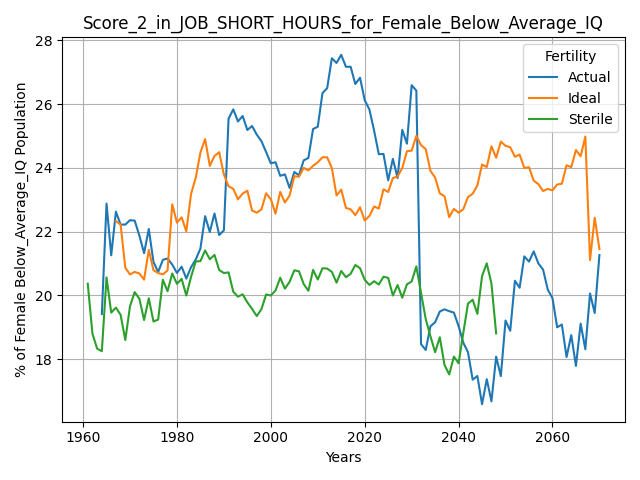 Score_2_in_JOB_SHORT_HOURS_for_Female_Below_Average_IQ
% of Female Below_Average_IQ Population
28
26
24
22
20
18
Fertility
Actual
Ideal
Sterile
1960 1980 2000 2020 2040 2060
Years